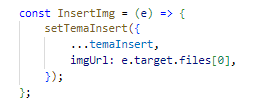 const InsertImg = (e) => {
    setTemaInsert({
        ...temaInsert,
        imgUrl: e.target.files[0],
    });
};